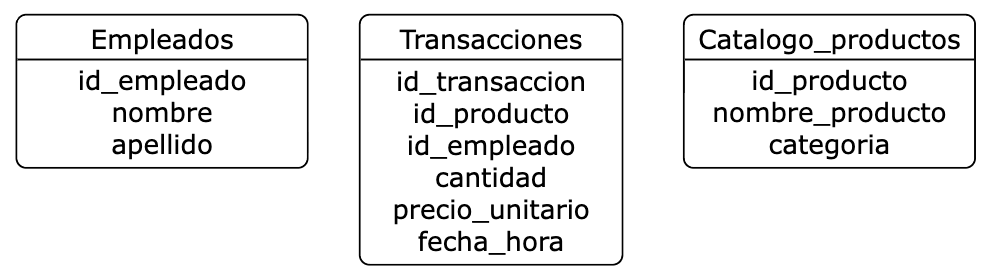 Empleados
id_empleado
nombre
apellido
Transacciones
id_transaccion
id_producto
id_empleado
cantidad
precio_unitario
fecha_hora
Catalogo_productos
id_producto
nombre_producto
categoria